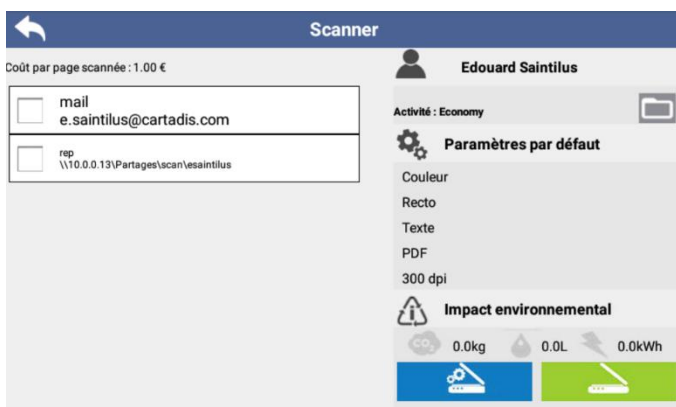 Scanner
Coût par page scannée : 1.00 €
mail
e.saintilus@cartadis.com
rep
\\10.0.0.13\Partages\scan\esaintilus
Edouard Saintilus
Activité : Economy
Paramètres par défaut
Couleur
Recto
Texte
PDF
300 dpi
Impact environnemental
CO₂ 0.0kg 0.0L 0.0kWh